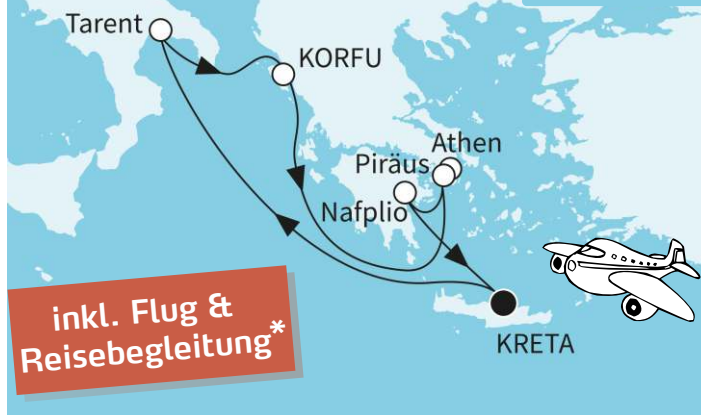 Tarent
KORFU
Athen
Piräus
Nafplio
KRETA
inkl. Flug &
Reisebegleitung*